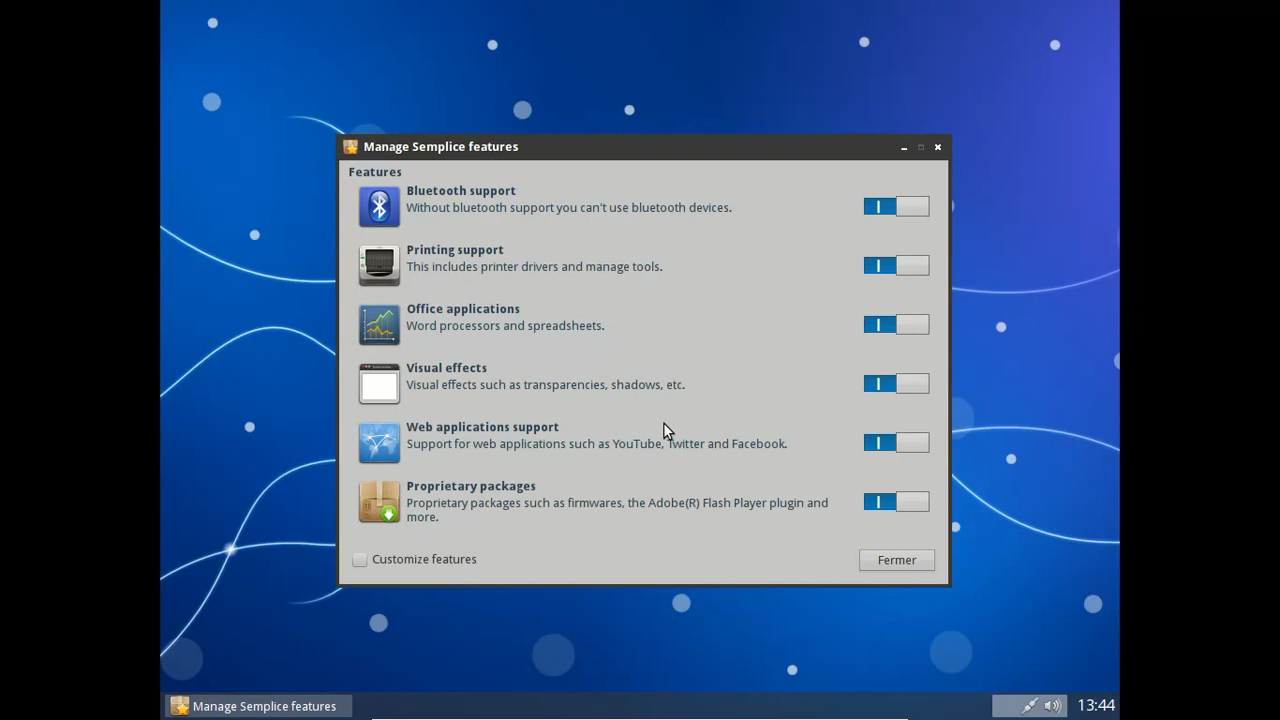 Manage Semplice features
Features
Bluetooth support
Without bluetooth support you can't use bluetooth devices.
Printing support
This includes printer drivers and manage tools.
Office applications
Word processors and spreadsheets.
Visual effects
Visual effects such as transparencies, shadows, etc.
Web applications support
Support for web applications such as YouTube, Twitter and Facebook.
Proprietary packages
Proprietary packages such as firmwares, the Adobe(R) Flash Player plugin and
more.
Customize features
Fermer
Manage Semplice features
13:44